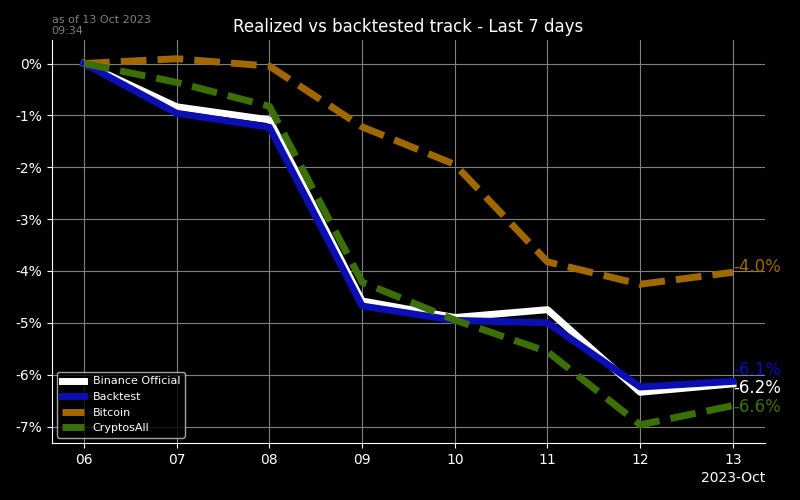 as of 13 Oct 2023
09:34
Realized vs backtested track - Last 7 days
0%
-1%
-2%
-3%
-4%
-5%
-6%
-7%
-4.0%
-6.1%
-6.2%
-6.6%
Binance Official
Backtest
Bitcoin
CryptosAll
06 07 08 09 10 11 12 13
2023-Oct